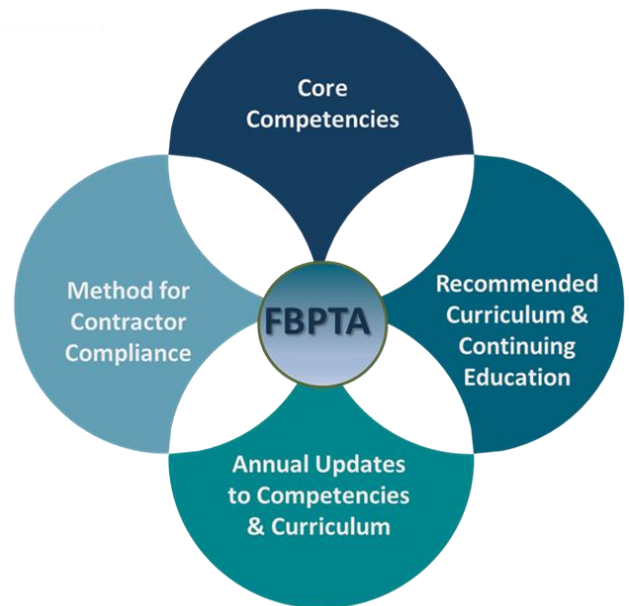 Core
Competencies
Method for
Contractor
Compliance
FBPTA
Recommended
Curriculum &
Continuing
Education
Annual Updates
to Competencies
& Curriculum